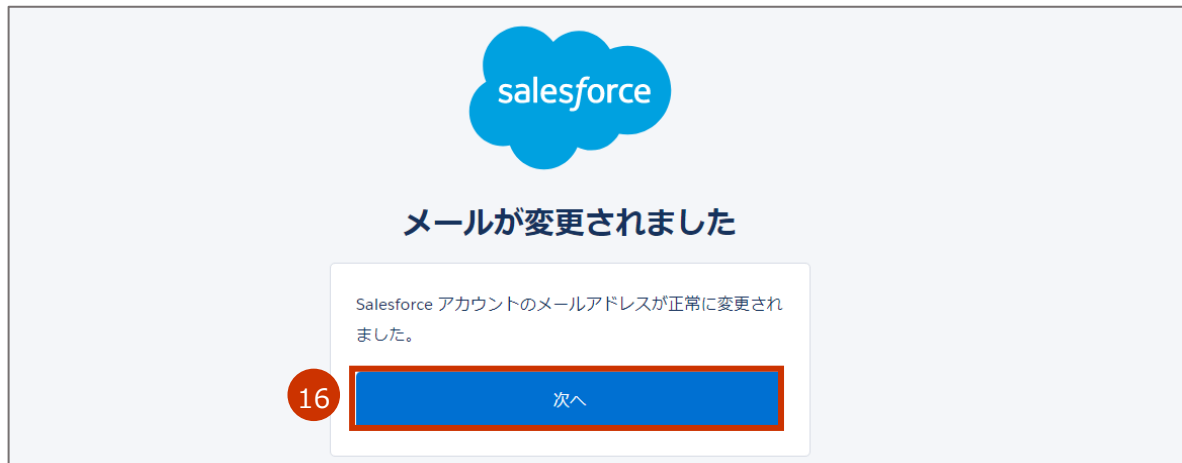 salesforce
メールが変更されました
Salesforce アカウントのメールアドレスが正常に変更され
ました。
16
次へ